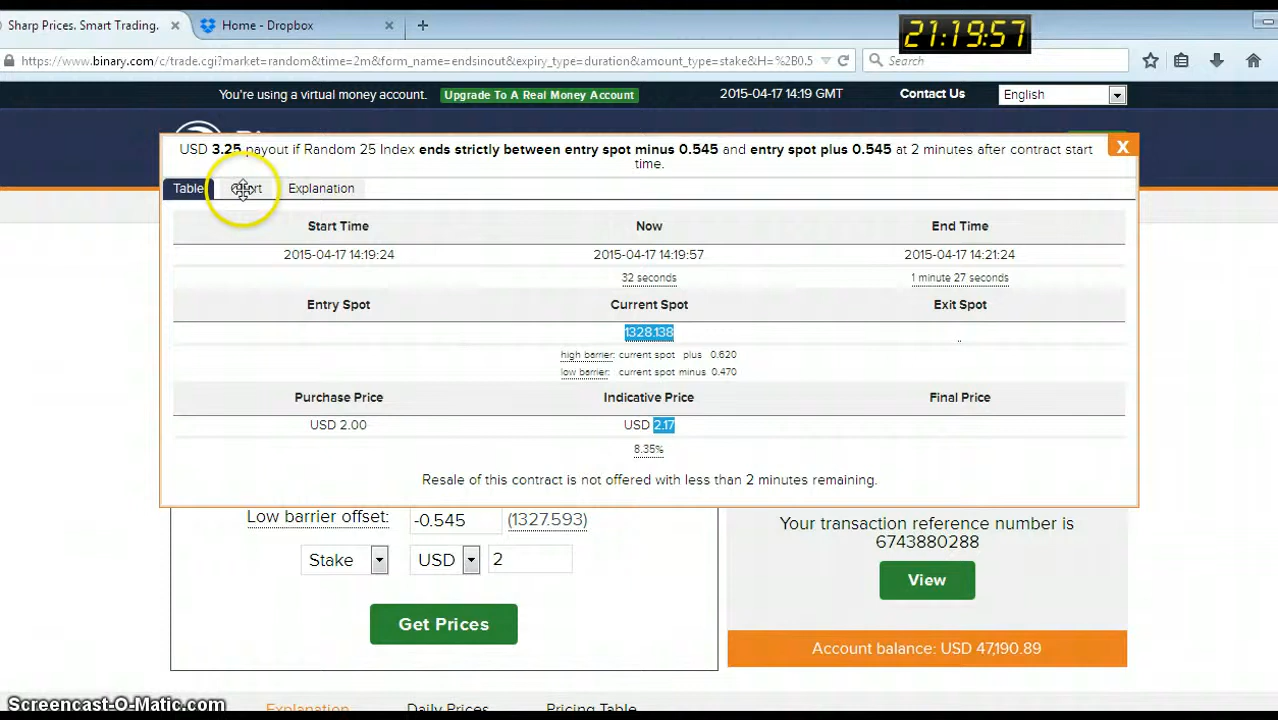 Sharp Prices. Smart Trading.
Home - Dropbox
21:19:57
https://www.binary.com/c/trade.cgi?market=random&time=2m&form_name=endsinout&expiry_type=duration&amount_type=stake&H=%2B0.5
Search
You're using a virtual money account.
Upgrade To A Real Money Account
2015-04-17 14:19 GMT
Contact Us
English
USD 3.25 payout if Random 25 Index ends strictly between entry spot minus 0.545 and entry spot plus 0.545 at 2 minutes after contract start
time.
X
Table
Explanation
Start Time
Now
End Time
2015-04-17 14:19:24
2015-04-17 14:19:57
2015-04-17 14:21:24
32 seconds
1 minute 27 seconds
Entry Spot
Current Spot
Exit Spot
1328.138
high barrier: current spot plus 0.620
low barrier: current spot minus 0.470
Purchase Price
Indicative Price
Final Price
USD 2.00
USD 2.17
8.35%
Resale of this contract is not offered with less than 2 minutes remaining.
Low barrier offset:
-0.545
(1327.593)
Stake
USD
2
Get Prices
Your transaction reference number is
6743880288
View
Account balance: USD 47,190.89
Explanation
Daily Prices
Pricing Table
Screencast-O-Matic.com